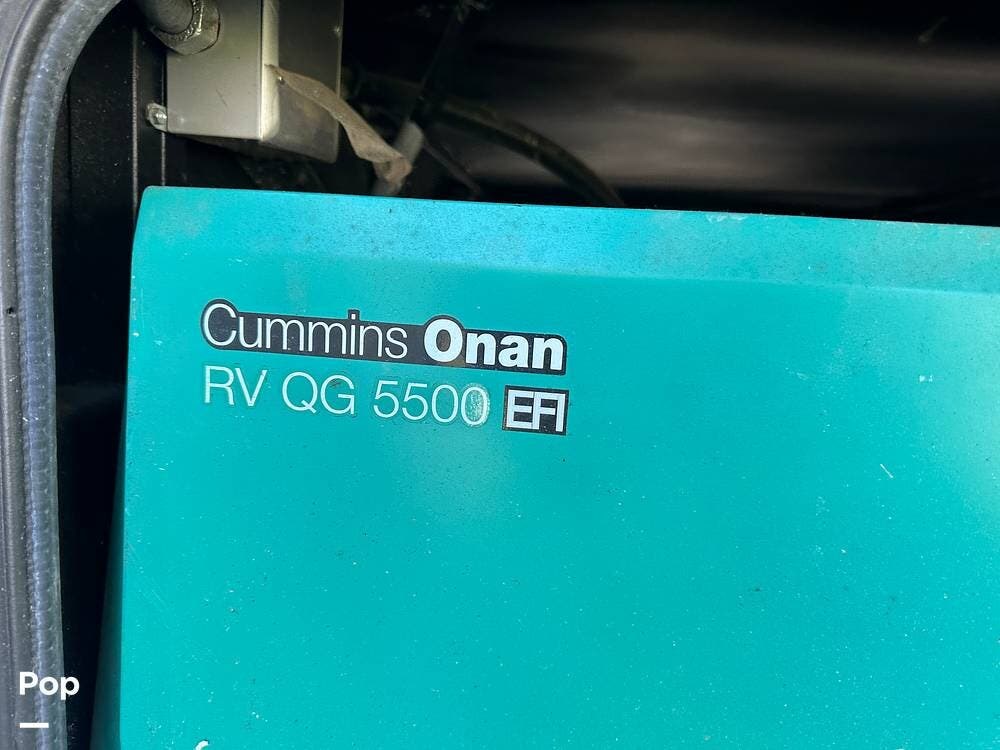 Cummins Onan
RV QG 5500 EFI
Pop